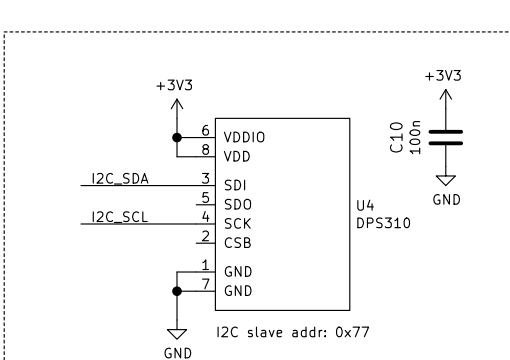 +3V3
+3V3
6 VDDIO
8 VDD
C10
100n
I2C_SDA 3 SDI
5 SDO
I2C_SCL 4 SCK
2 CSB
U4
DPS310
GND
1 GND
7 GND
I2C slave addr: 0x77
GND